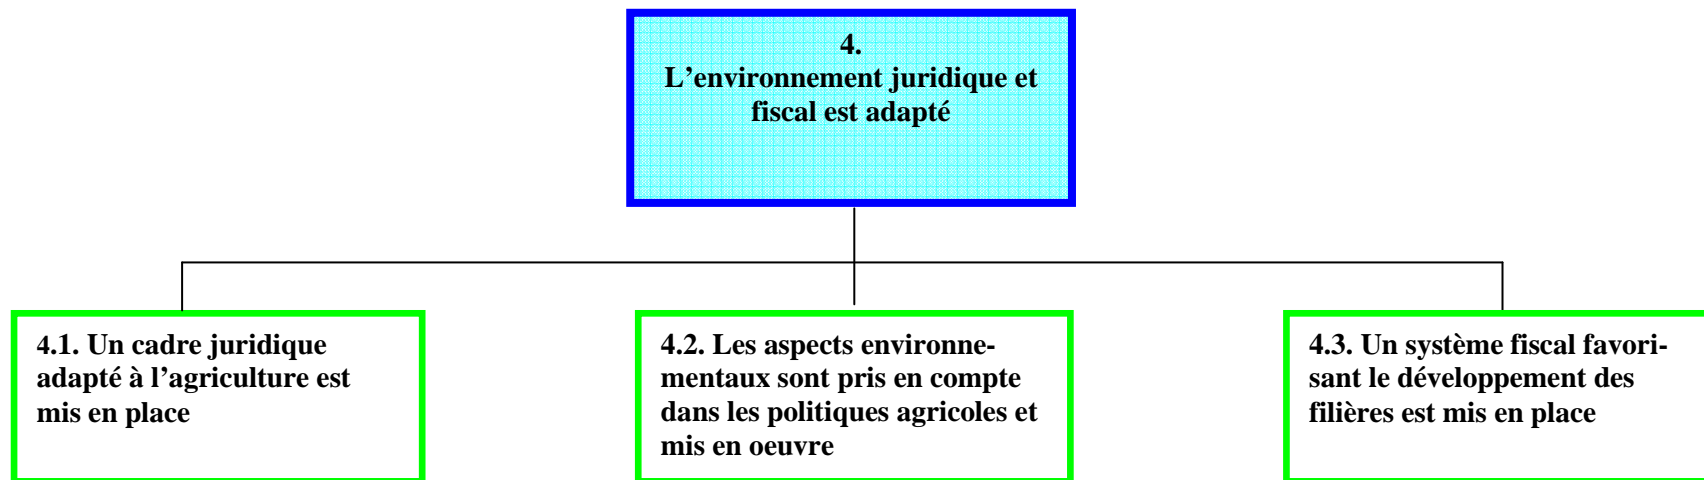 4.
L’environnement juridique et
fiscal est adapté
4.1. Un cadre juridique
adapté à l’agriculture est
mis en place
4.2. Les aspects environne-
mentaux sont pris en compte
dans les politiques agricoles et
mis en oeuvre
4.3. Un système fiscal favori-
sant le développement des
filières est mis en place